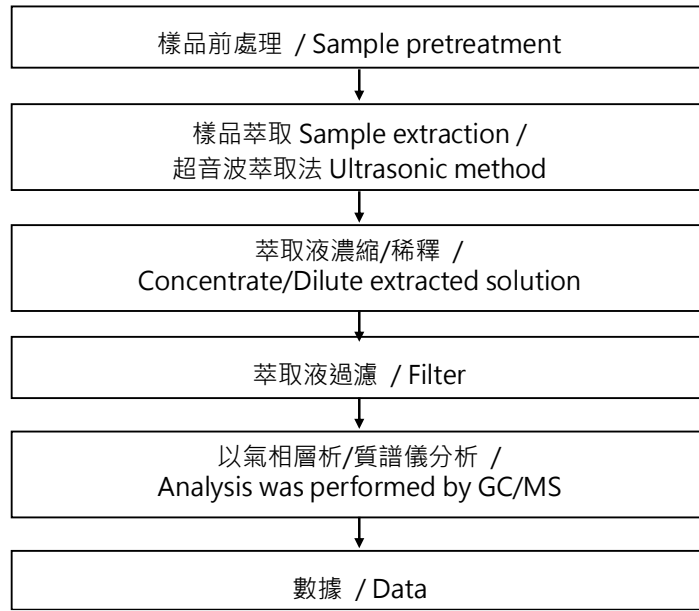 樣品前處理 / Sample pretreatment
樣品萃取 Sample extraction /
超音波萃取法 Ultrasonic method
萃取液濃縮/稀釋 /
Concentrate/Dilute extracted solution
萃取液過濾 / Filter
以氣相層析/質譜儀分析 /
Analysis was performed by GC/MS
數據 / Data